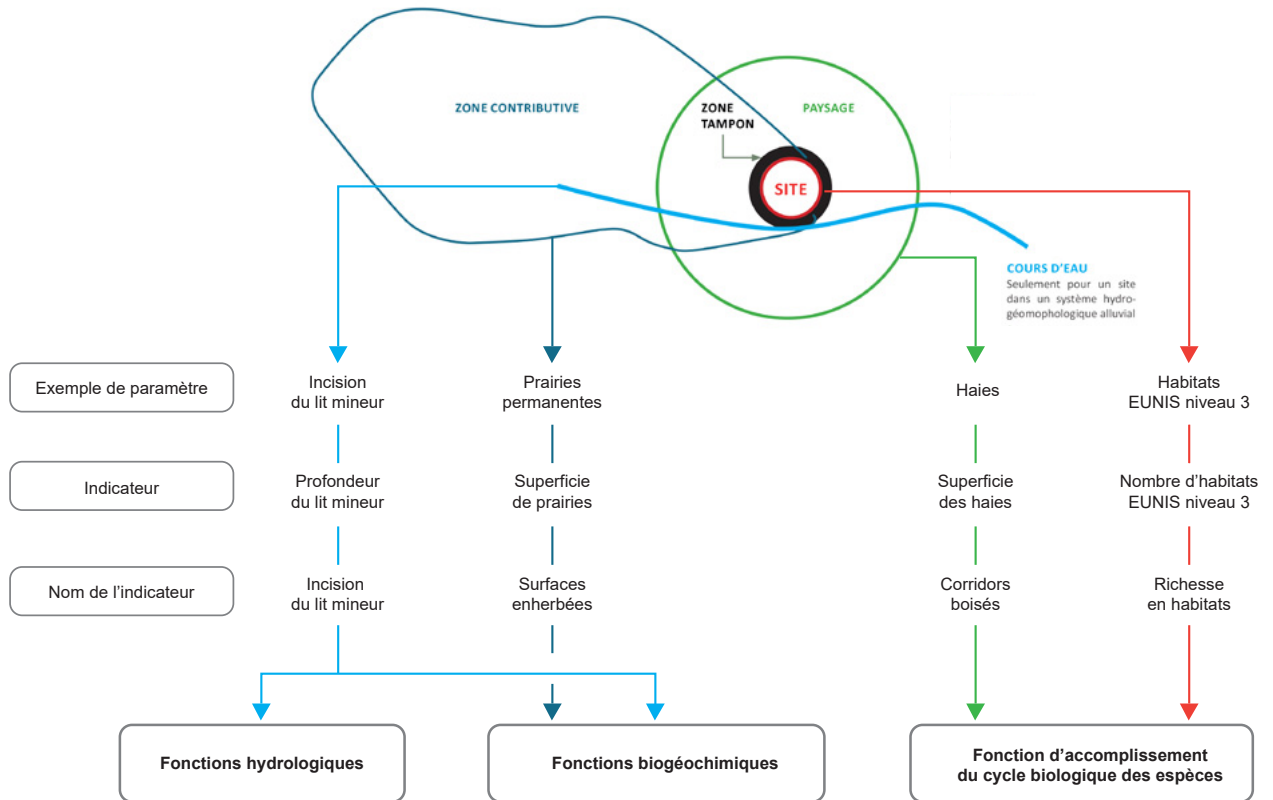 ZONE CONTRIBUTIVE
ZONE
TAMPON
PAYSAGE
SITE
COURS D'EAU
Seulement pour un site
dans un système hydro-
géomophologique alluvial
Exemple de paramètre
Incision
du lit mineur
Prairies
permanentes
Haies
Habitats
EUNIS niveau 3
Indicateur
Profondeur
du lit mineur
Superficie
de prairies
Superficie
des haies
Nombre d'habitats
EUNIS niveau 3
Nom de l'indicateur
Incision
du lit mineur
Surfaces
enherbées
Corridors
boisés
Richesse
en habitats
Fonctions hydrologiques
Fonctions biogéochimiques
Fonction d'accomplissement
du cycle biologique des espèces